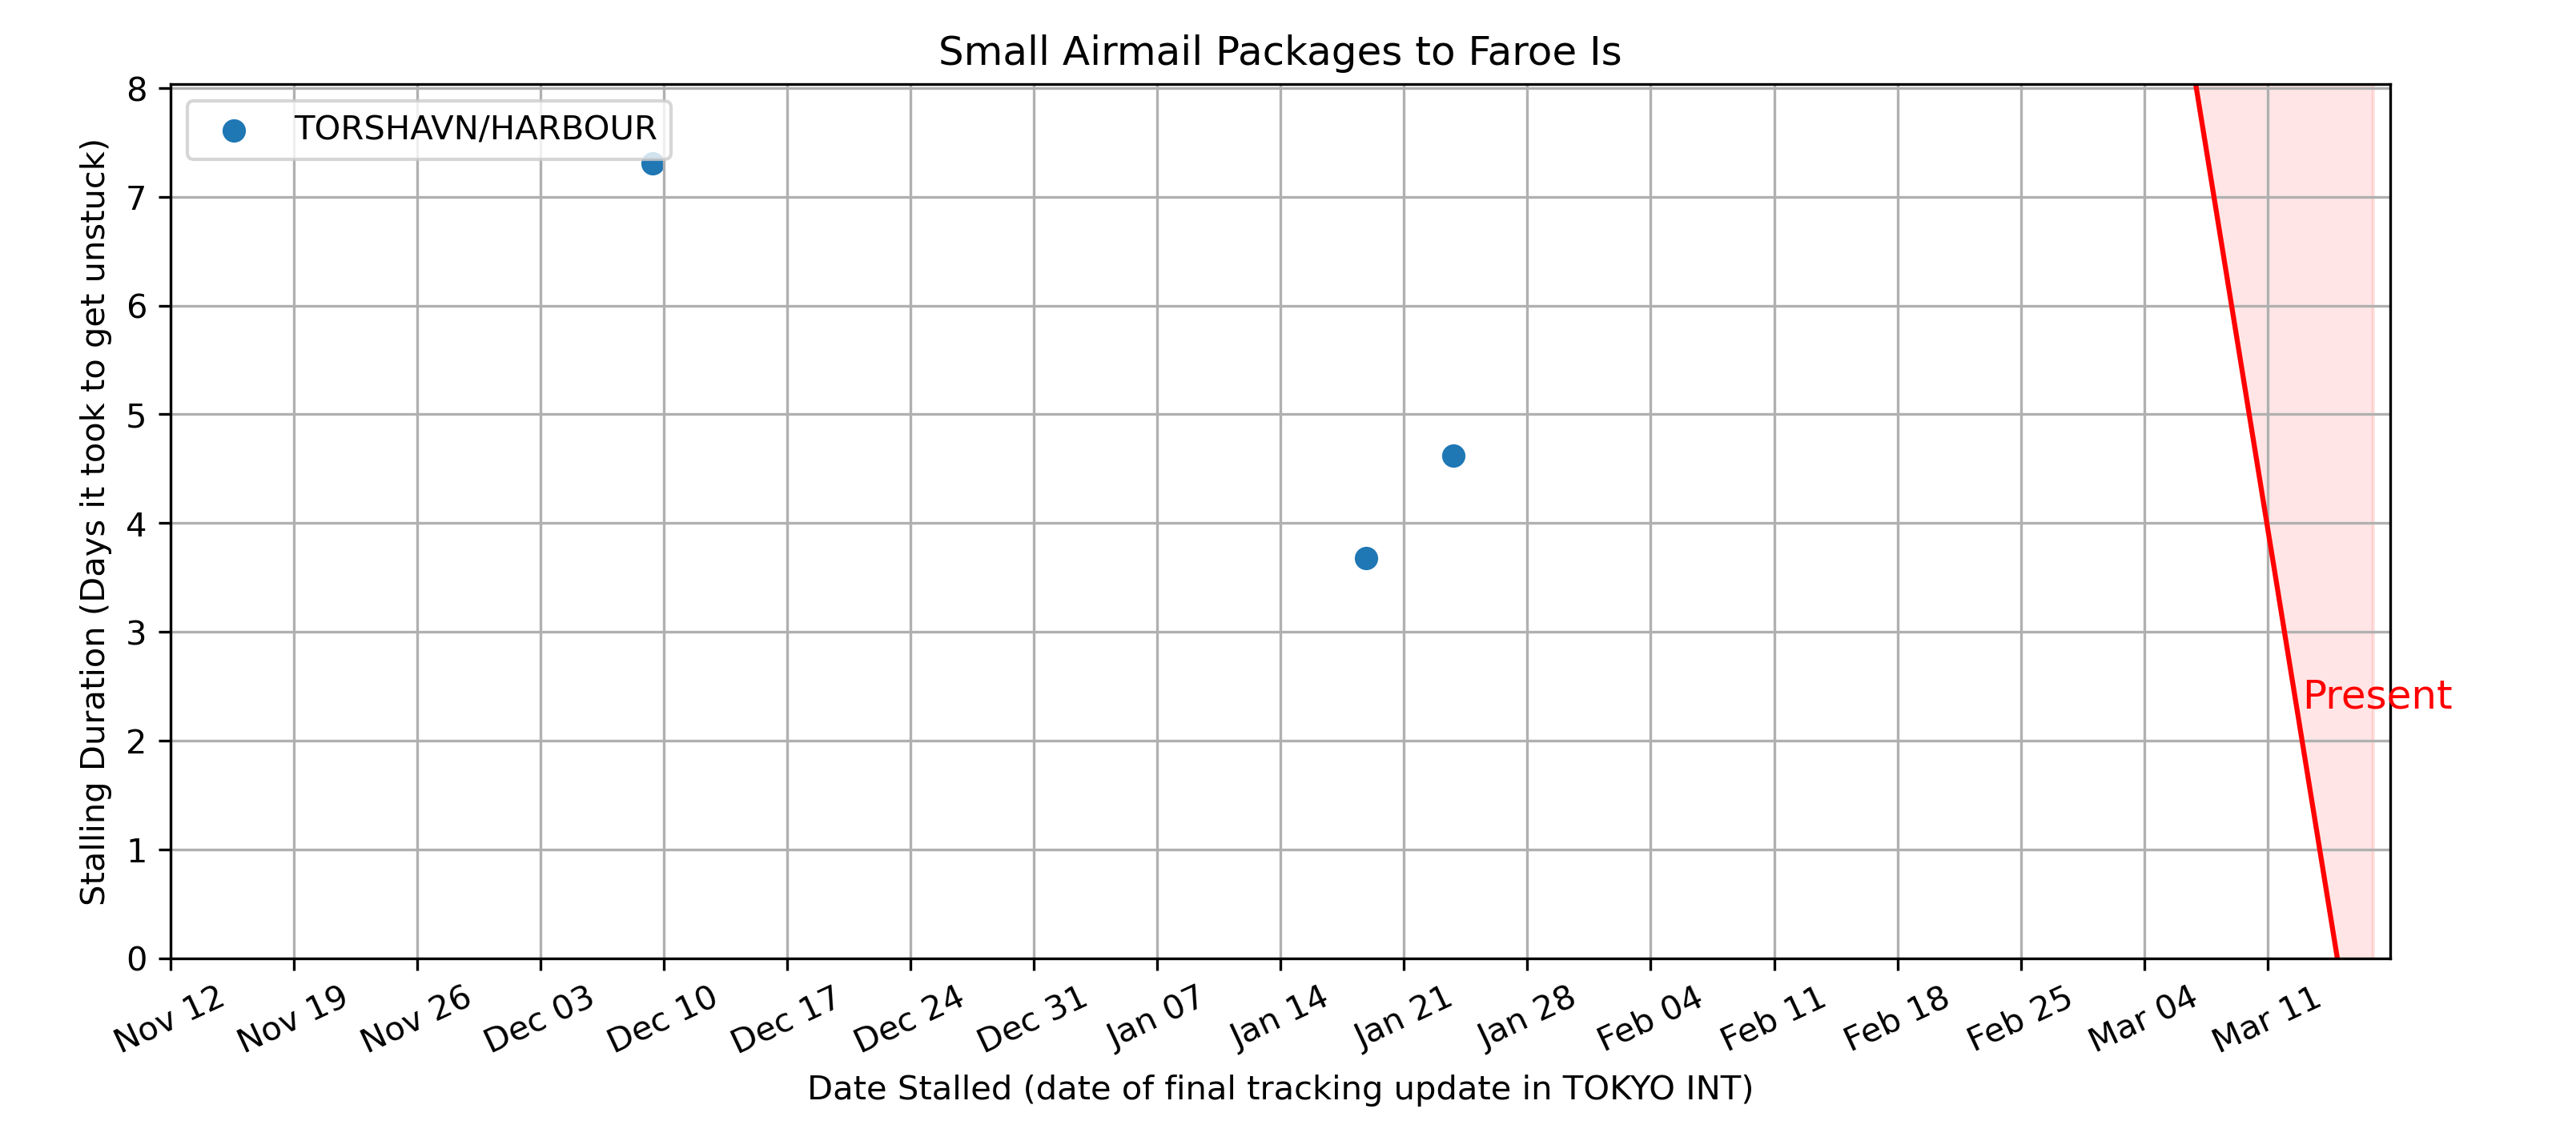 Small Airmail Packages to Faroe Is
TORSHAVN/HARBOUR
Stalling Duration (Days it took to get unstuck)
8
7
6
5
4
3
2
1
0
Present
Nov 12
Nov 19
Nov 26
Dec 03
Dec 10
Dec 17
Dec 24
Dec 31
Jan 07
Jan 14
Jan 21
Jan 28
Feb 04
Feb 11
Feb 18
Feb 25
Mar 04
Mar 11
Date Stalled (date of final tracking update in TOKYO INT)